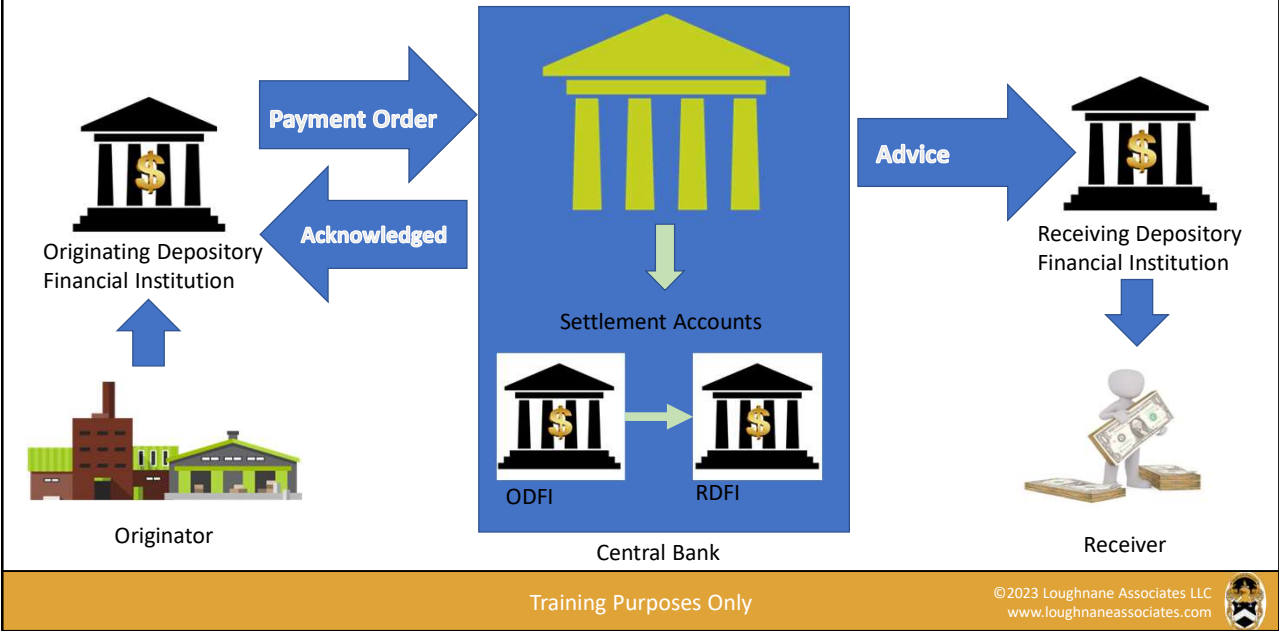 Payment Order
Advice
Acknowledged
Originating Depository
Financial Institution
Receiving Depository
Financial Institution
Settlement Accounts
ODFI
RDFI
Originator
Central Bank
Receiver
Training Purposes Only
©2023 Loughnane Associates LLC
www.loughnaneassociates.com